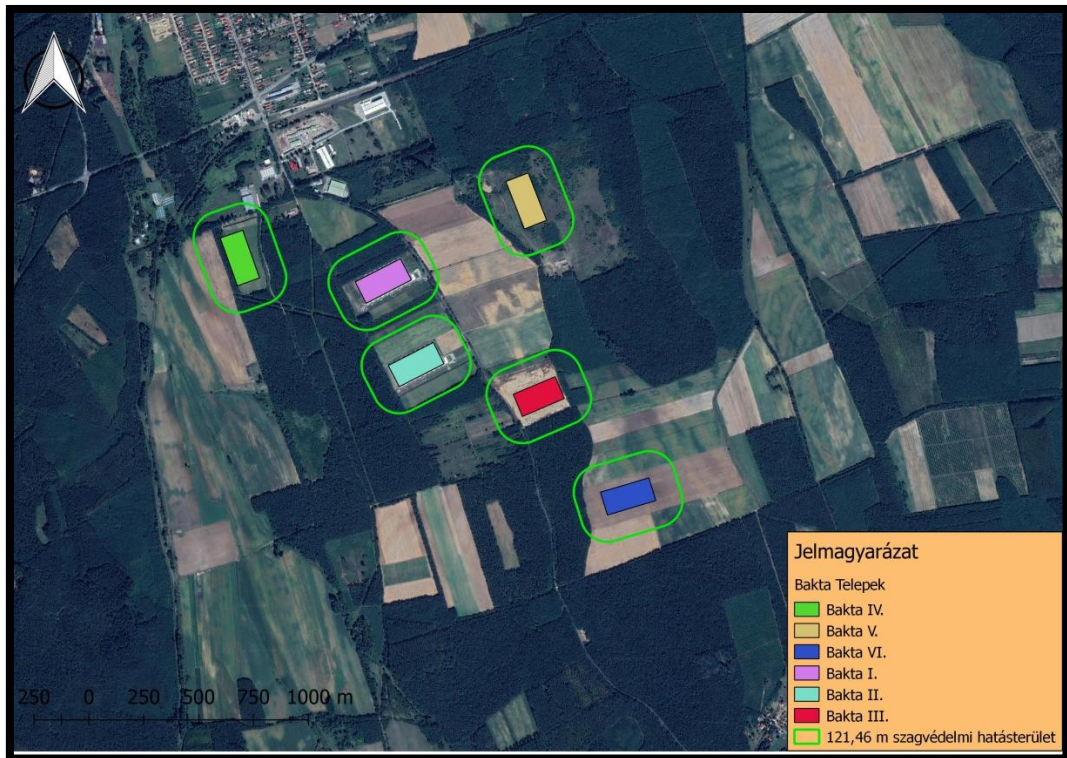 Jelmagyarázat
Bakta Telepek
Bakta IV.
Bakta V.
Bakta VI.
Bakta I.
Bakta II.
Bakta III.
121,46 m szagvédelmi hatásterület
250 0 250 500 750 1000 m